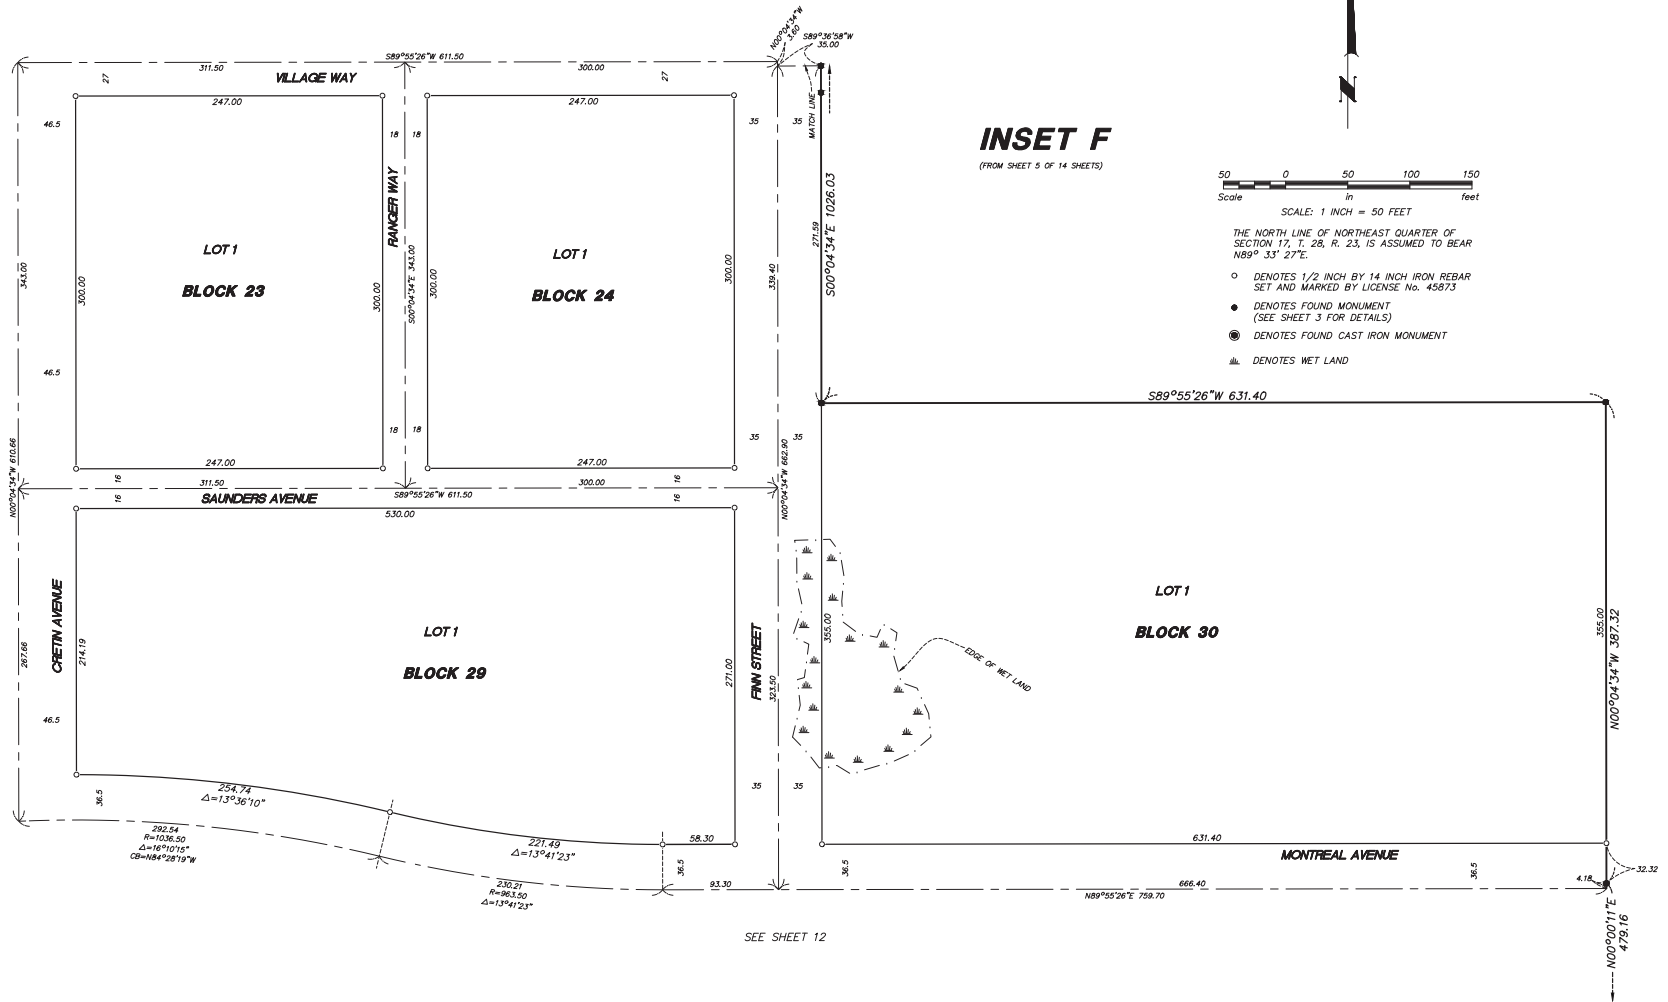 N00°04'34"W
3.60
S89°36'58"W
35.00
S89°55'26"W 611.50
311.50
VILLAGE WAY
300.00
27
27
247.00
247.00
46.5
18
18
35
35
MATCH LINE
INSET F
(FROM SHEET 5 OF 14 SHEETS)
50 0 50 100 150
Scale in feet
SCALE: 1 INCH = 50 FEET
THE NORTH LINE OF NORTHEAST QUARTER OF
SECTION 17, T. 28, R. 23, IS ASSUMED TO BEAR
N89° 33' 27"E.
DENOTES 1/2 INCH BY 14 INCH IRON REBAR
SET AND MARKED BY LICENSE No. 45873
DENOTES FOUND MONUMENT
(SEE SHEET 3 FOR DETAILS)
DENOTES FOUND CAST IRON MONUMENT
DENOTES WET LAND
RANGER WAY
S00°04'34"E 343.00
271.59
S00°04'34"E 1026.03
LOT 1
BLOCK 23
LOT 1
BLOCK 24
343.00
300.00
300.00
300.00
300.00
339.40
46.5
18
18
35
35
S89°55'26"W 631.40
N00°04'34"W 610.66
N00°04'34"W 662.90
247.00
247.00
16
16
311.50
300.00
S89°55'26"W 611.50
16
16
SAUNDERS AVENUE
530.00
CRETIN AVENUE
267.66
214.19
46.5
LOT 1
BLOCK 29
271.00
FINN STREET
323.50
355.00
EDGE OF WET LAND
LOT 1
BLOCK 30
355.00
N00°04'34"W 387.32
35
35
36.5
254.74
Δ=13°36'10"
292.54
R=1036.50
Δ=16°10'15"
CB=N84°28'19"W
221.49
Δ=13°41'23"
230.21
R=963.50
Δ=13°41'23"
58.30
36.5
93.30
36.5
631.40
MONTREAL AVENUE
36.5
666.40
N89°55'26"E 759.70
4.18
32.32
N00°00'11"E
479.16
SEE SHEET 12